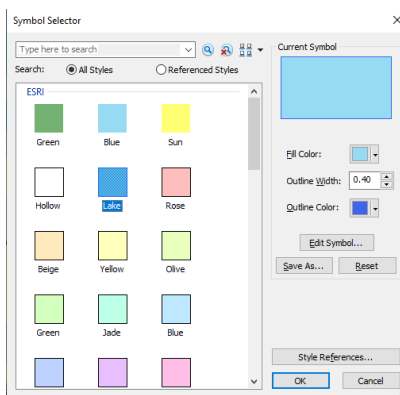 Symbol Selector
Type here to search
Search: All Styles Referenced Styles
ESRI
Green Blue Sun
Hollow Lake Rose
Beige Yellow Olive
Green Jade Blue
Current Symbol
Fill Color:
Outline Width: 0.40
Outline Color:
Edit Symbol...
Save As... Reset
Style References...
OK Cancel